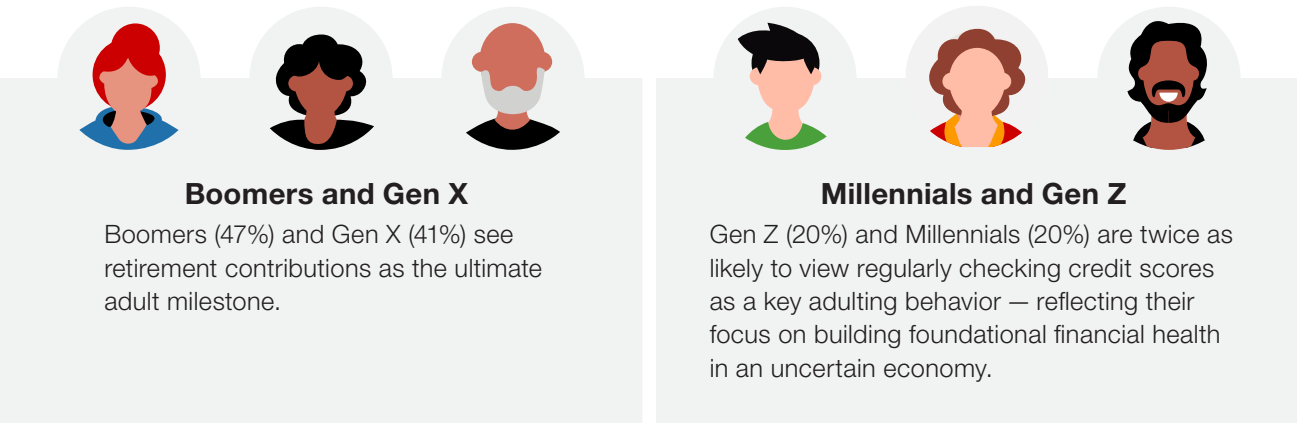 Boomers and Gen X
Boomers (47%) and Gen X (41%) see
retirement contributions as the ultimate
adult milestone.
Millennials and Gen Z
Gen Z (20%) and Millennials (20%) are twice as
likely to view regularly checking credit scores
as a key adulting behavior — reflecting their
focus on building foundational financial health
in an uncertain economy.